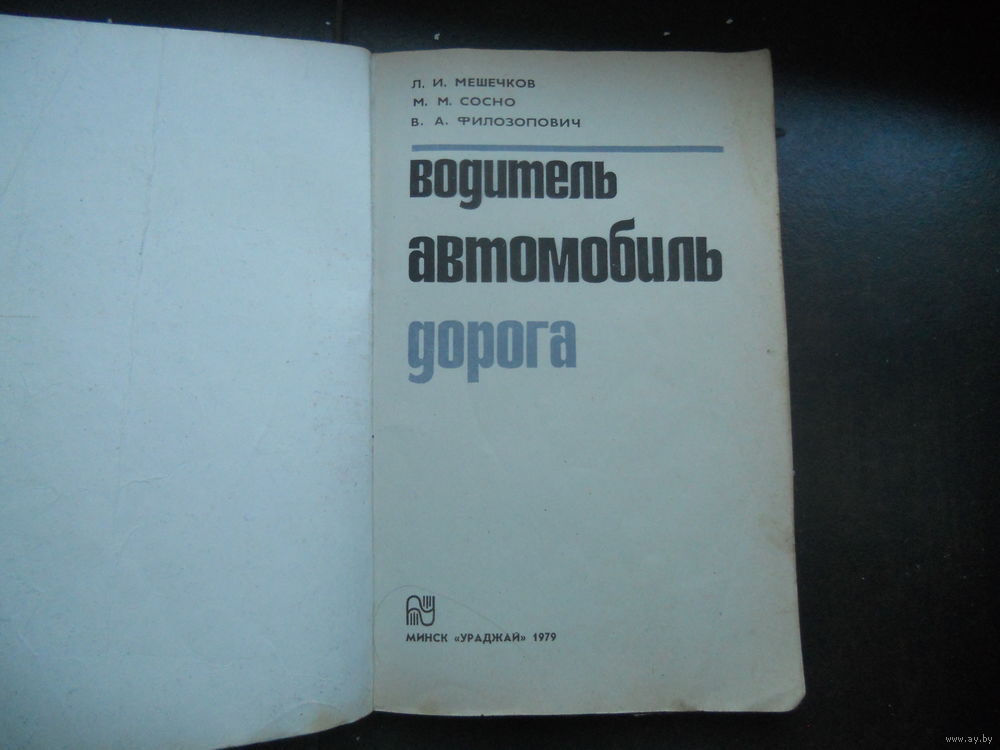 Л. И. МЕШЕЧКОВ
М. М. СОСНО
В. А. ФИЛОЗОПОВИЧ
водитель
автомобиль
дорога
МИНСК «УРАДЖАЙ» 1979
www.ay.by